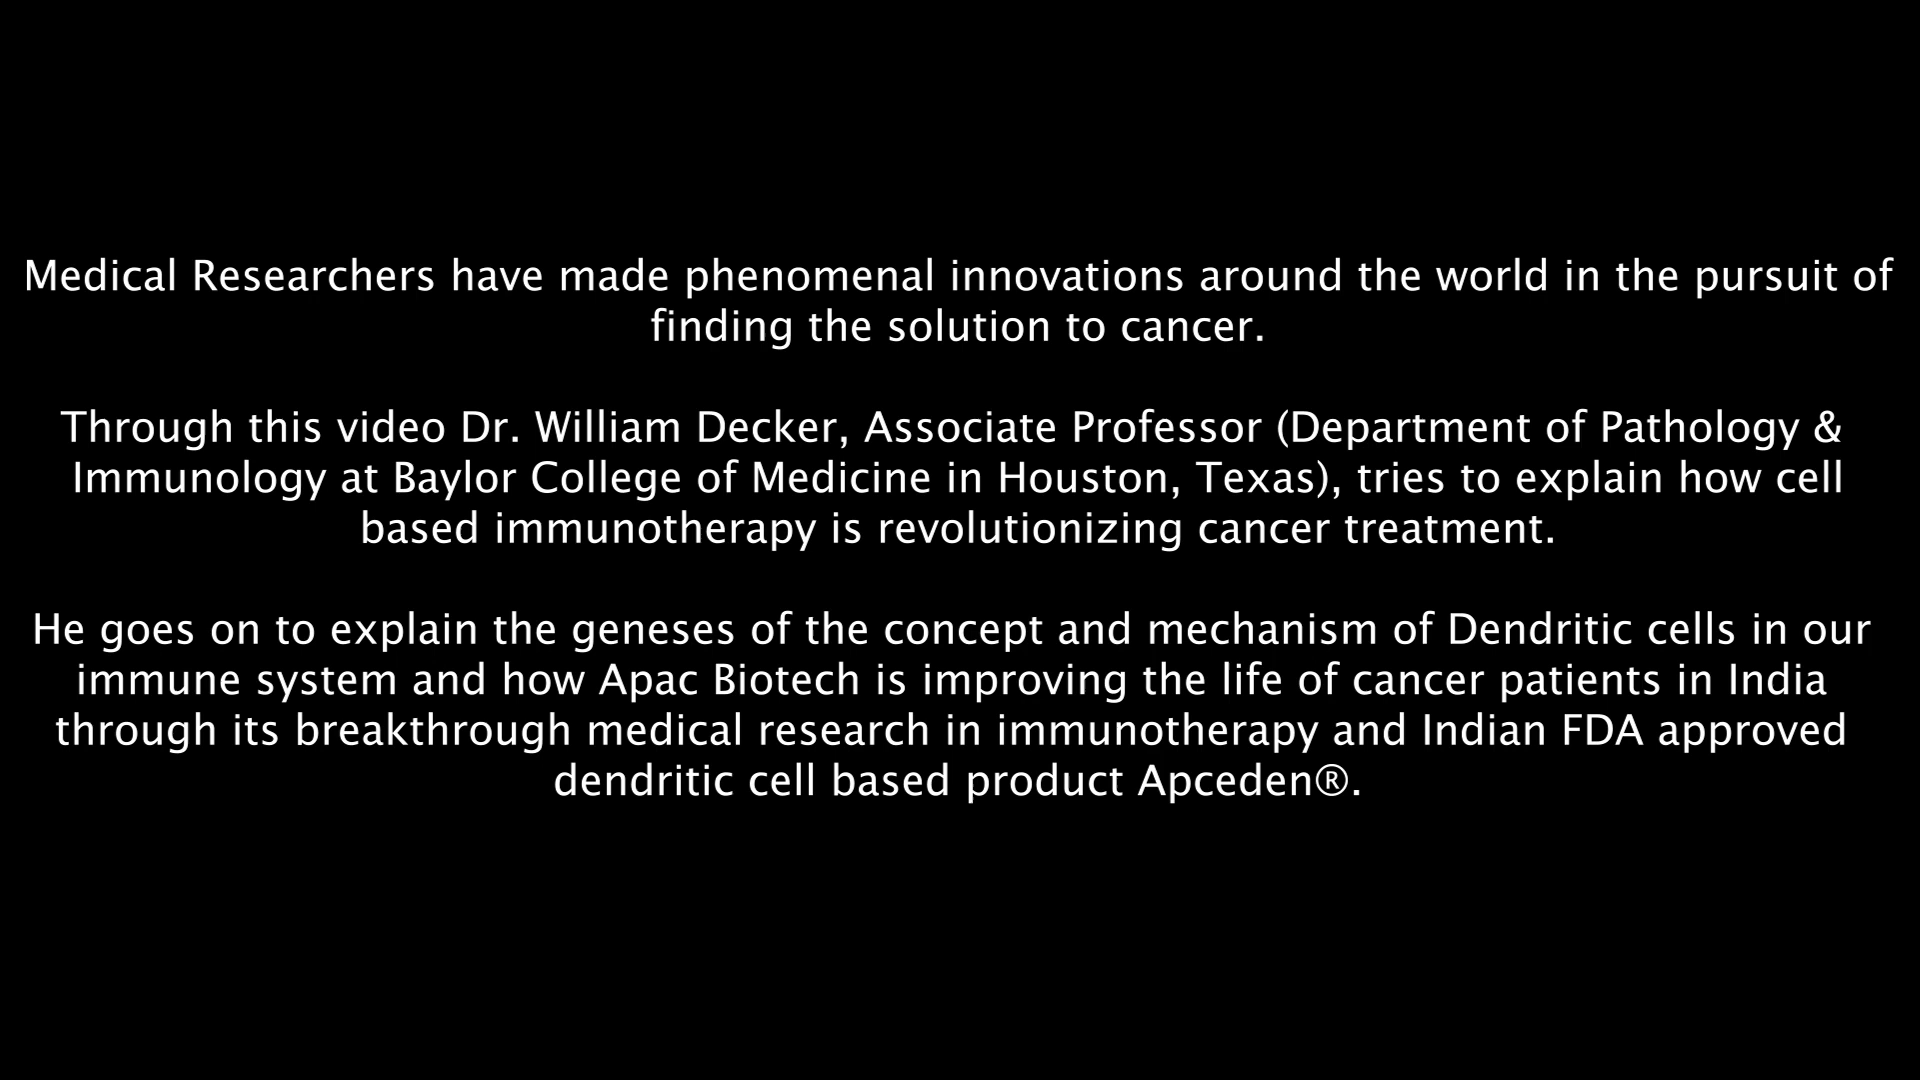 Medical Researchers have made phenomenal innovations around the world in the pursuit of
finding the solution to cancer.
Through this video Dr. William Decker, Associate Professor (Department of Pathology &
Immunology at Baylor College of Medicine in Houston, Texas), tries to explain how cell
based immunotherapy is revolutionizing cancer treatment.
He goes on to explain the geneses of the concept and mechanism of Dendritic cells in our
immune system and how Apac Biotech is improving the life of cancer patients in India
through its breakthrough medical research in immunotherapy and Indian FDA approved
dendritic cell based product Apceden®.